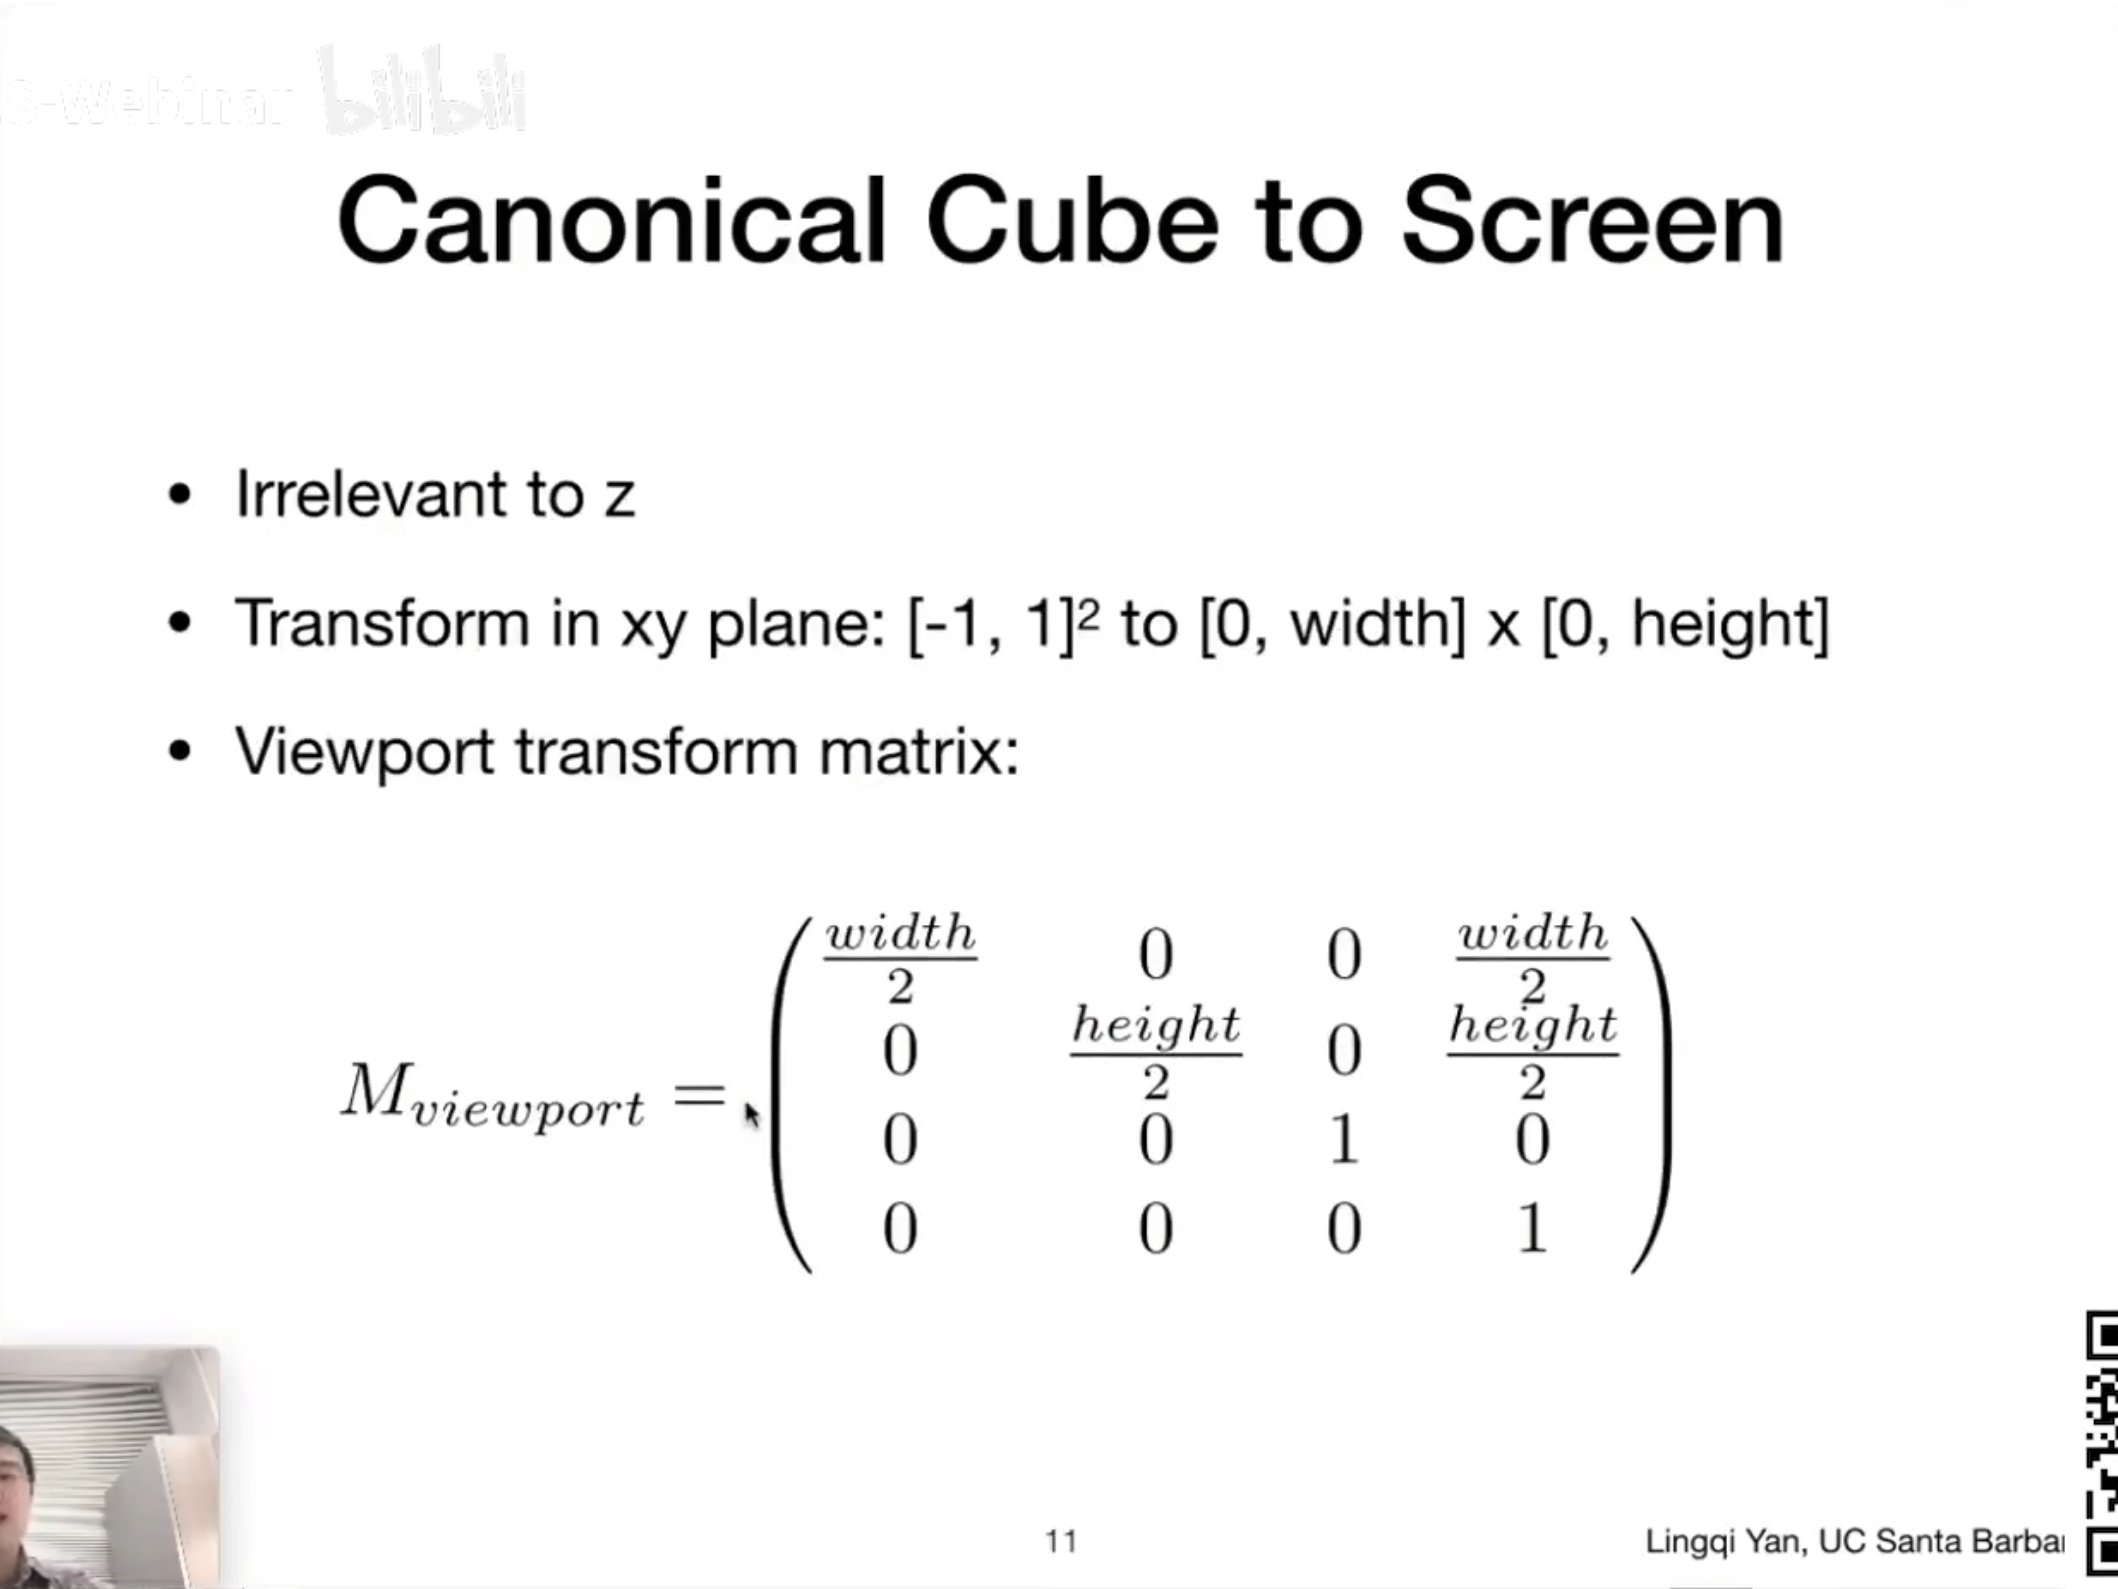 S-Webinar bilibili
Canonical Cube to Screen
• Irrelevant to z
• Transform in xy plane: [-1, 1]² to [0, width] x [0, height]
• Viewport transform matrix:
M_{viewport} = \begin{pmatrix} \frac{width}{2} & 0 & 0 & \frac{width}{2} \\ 0 & \frac{height}{2} & 0 & \frac{height}{2} \\ 0 & 0 & 1 & 0 \\ 0 & 0 & 0 & 1 \end{pmatrix}
11
Lingqi Yan, UC Santa Barba